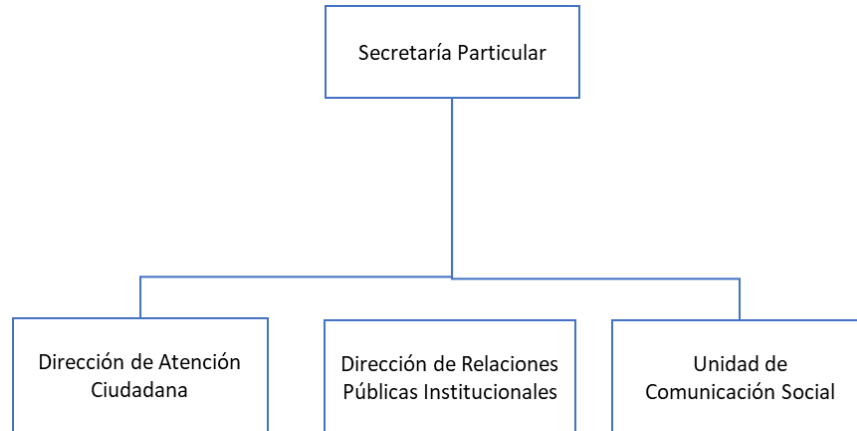 Secretaría Particular
Dirección de Atención
Ciudadana
Dirección de Relaciones
Públicas Institucionales
Unidad de
Comunicación Social